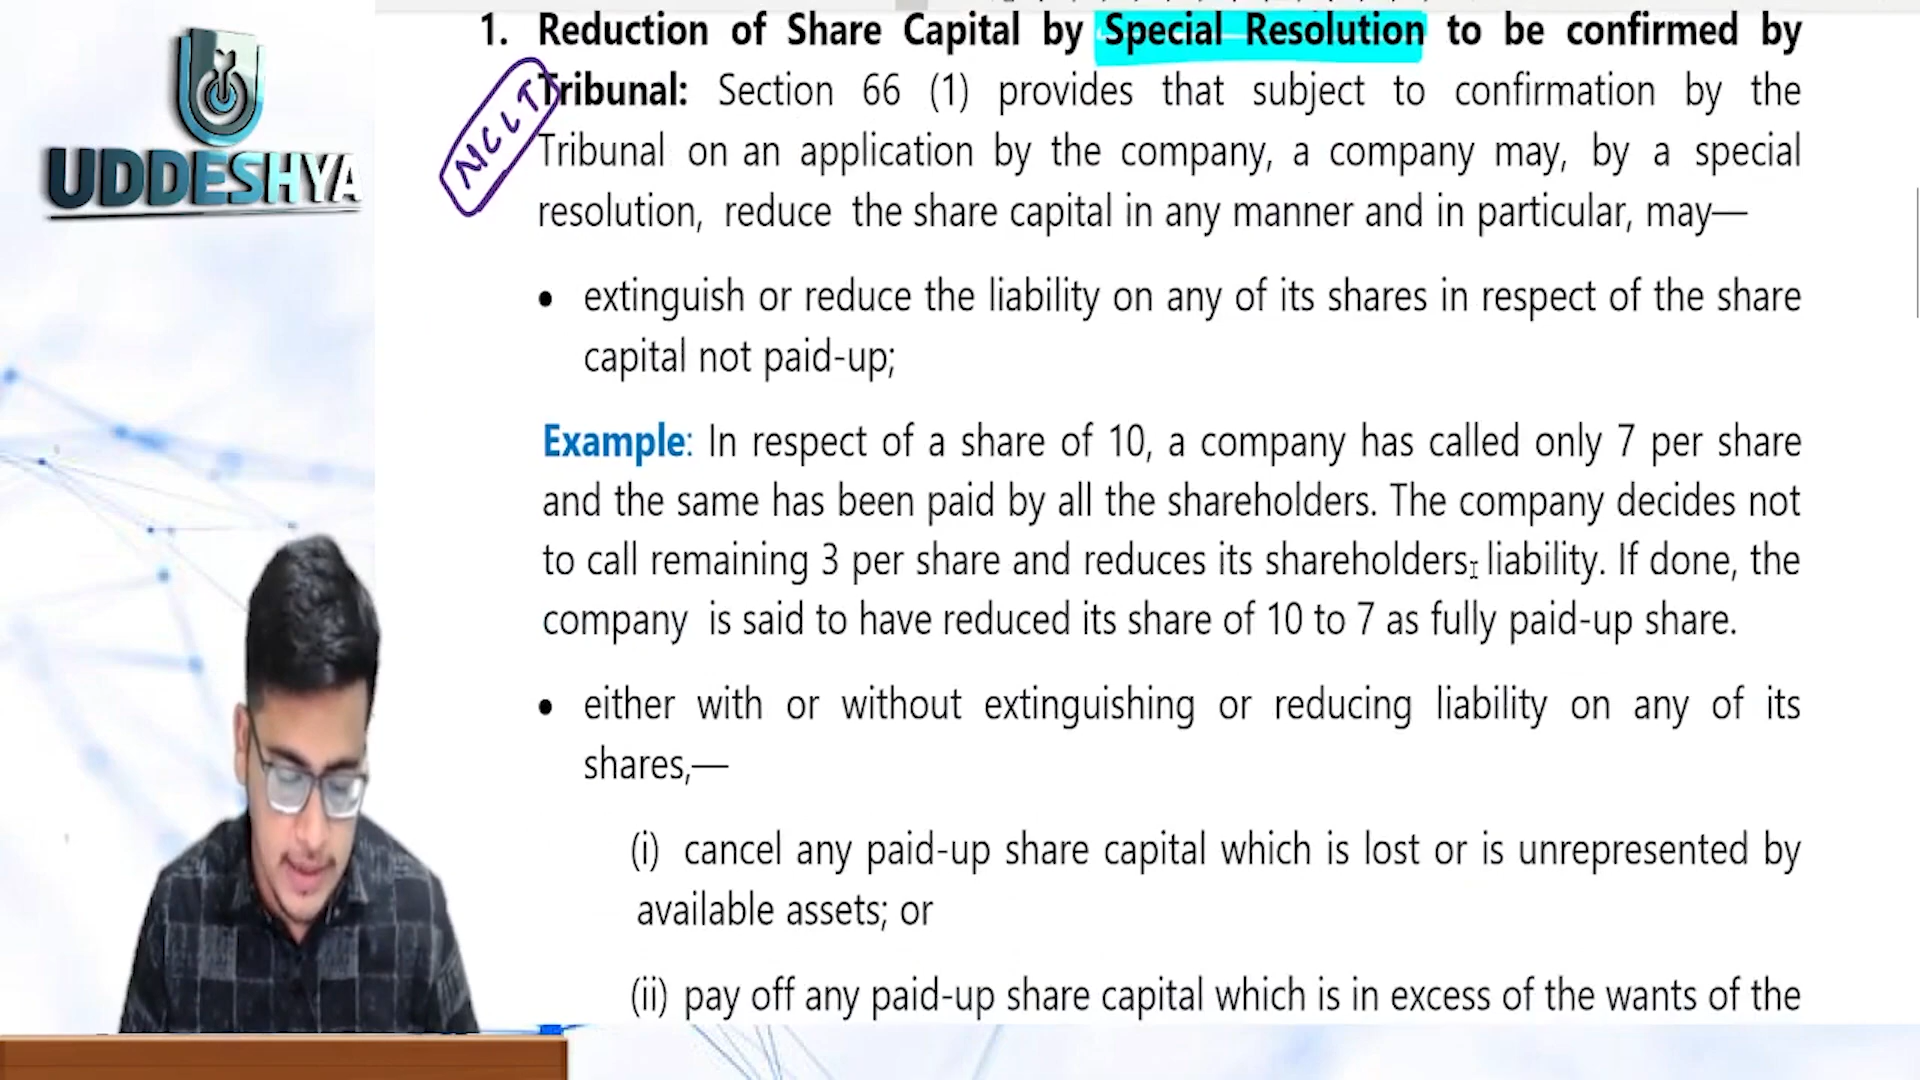 UDDESHYA
1. Reduction of Share Capital by Special Resolution to be confirmed by
NCLT
Tribunal: Section 66 (1) provides that subject to confirmation by the
Tribunal on an application by the company, a company may, by a special
resolution, reduce the share capital in any manner and in particular, may—
• extinguish or reduce the liability on any of its shares in respect of the share
capital not paid-up;
Example: In respect of a share of 10, a company has called only 7 per share
and the same has been paid by all the shareholders. The company decides not
to call remaining 3 per share and reduces its shareholders liability. If done, the
company is said to have reduced its share of 10 to 7 as fully paid-up share.
• either with or without extinguishing or reducing liability on any of its
shares,—
(i) cancel any paid-up share capital which is lost or is unrepresented by
available assets; or
(ii) pay off any paid-up share capital which is in excess of the wants of the